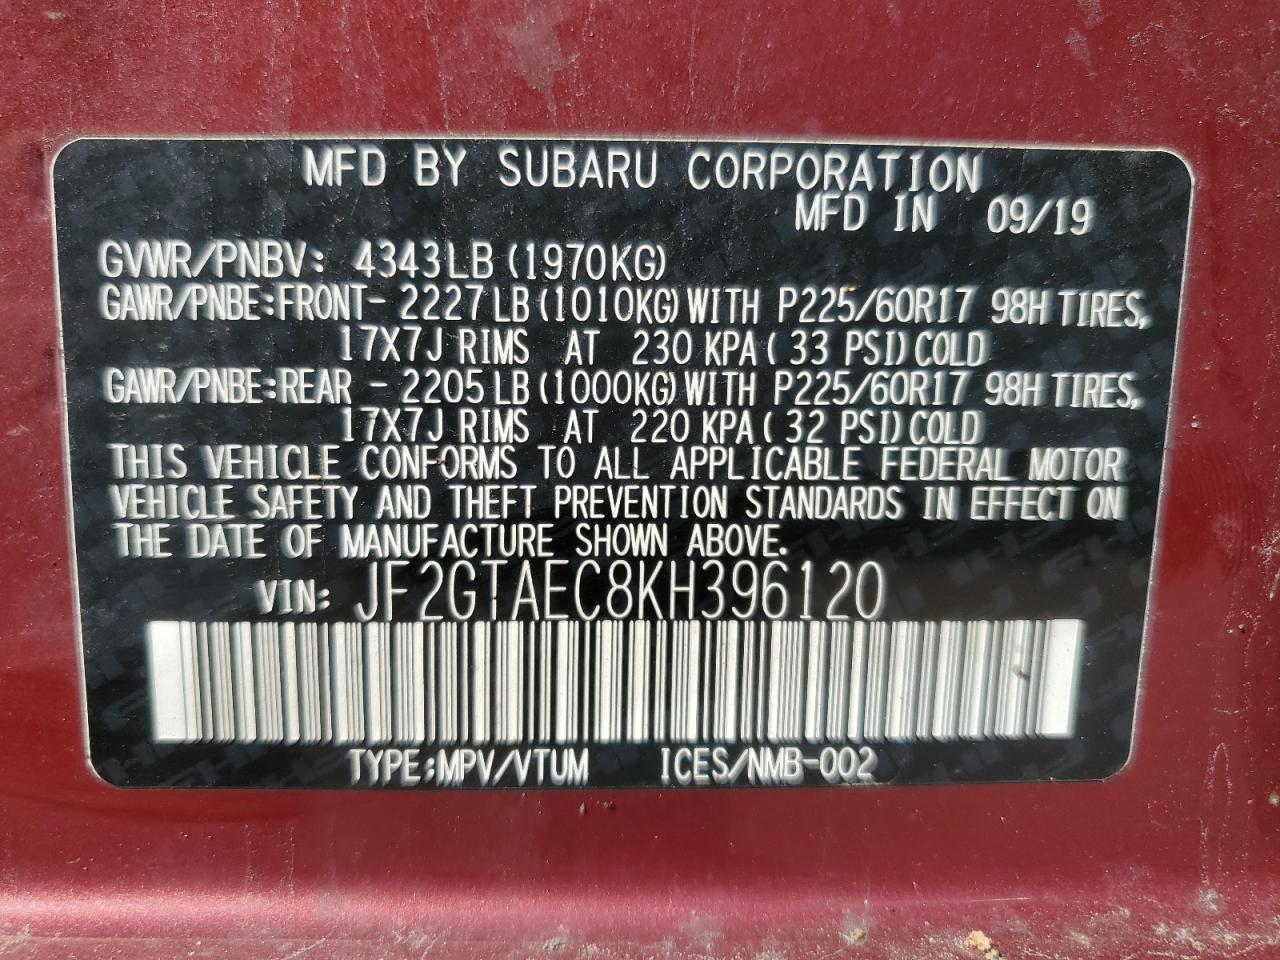 MFD BY SUBARU CORPORATION
MFD IN 09/19
GVWR/PNBV: 4343LB (1970KG)
GAWR/PNBE:FRONT- 2227LB (1010KG)WITH P225/60R17 98H TIRES,
17X7J RIMS AT 230 KPA( 33 PSI)COLD
GAWR/PNBE:REAR - 2205LB (1000KG)WITH P225/60R17 98H TIRES,
17X7J RIMS AT 220 KPA( 32 PSI)COLD
THIS VEHICLE CONFORMS TO ALL APPLICABLE FEDERAL MOTOR
VEHICLE SAFETY AND THEFT PREVENTION STANDARDS IN EFFECT ON
THE DATE OF MANUFACTURE SHOWN ABOVE.
VIN: JF2GTAEC8KH396120
TYPE:MPV/VTUM ICES/NMB-002